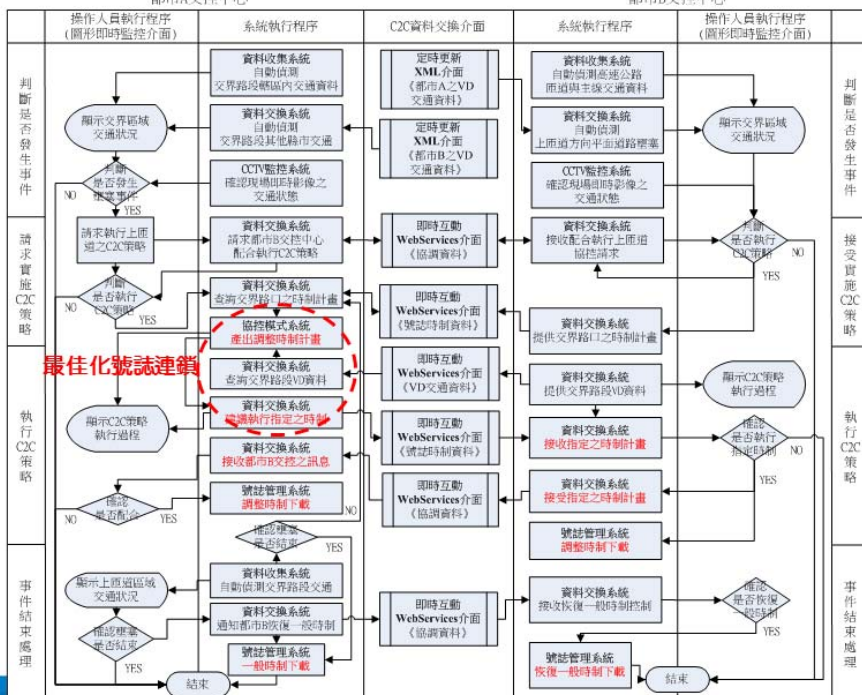 都市A交控中心
都市B交控中心
操作人員執行程序
(圖形即時監控介面)
系統執行程序
C2C資料交換介面
系統執行程序
操作人員執行程序
(圖形即時監控介面)
判斷是否發生事件
顯示交界區域
交通狀況
判斷
是否發生
壅塞事件
NO
YES
資料收集系統
自動偵測
交界路段轄區內交通資料
資料交換系統
自動偵測
交界路段其他縣市交通
CCTV監控系統
確認現場即時影像之
交通狀態
定時更新
XML介面
(都市A之VD
交通資料)
定時更新
XML介面
(都市B之VD
交通資料)
資料收集系統
自動偵測高速公路
匝道與主線交通資料
資料交換系統
自動偵測
上匝道方向平面道路壅塞
CCTV監控系統
確認現場即時影像之
交通狀態
顯示交界區域
交通狀況
判斷是否發生事件
請求實施C2C策略
請求執行上匝
道之C2C策略
判斷
是否執行
C2C策略
NO
YES
資料交換系統
請求都市B交控中心
配合執行C2C策略
資料交換系統
查詢交界路口之時制計畫
即時互動
WebServices介面
(協調資料)
即時互動
WebServices介面
(號誌時制資料)
資料交換系統
接收配合執行上匝道
協控請求
資料交換系統
提供交界路口之時制計畫
判斷
是否執行
C2C策略
NO
YES
接受實施C2C策略
執行C2C策略
最佳化號誌連鎖
協控模式系統
產出調整時制計畫
資料交換系統
查詢交界路段VD資料
資料交換系統
建議執行指定之時制
顯示C2C策略
執行過程
資料交換系統
接收都市B交控之訊息
確認
是否配合
NO
YES
號誌管理系統
調整時制下載
即時互動
WebServices介面
(VD交通資料)
即時互動
WebServices介面
(號誌時制資料)
即時互動
WebServices介面
(協調資料)
資料交換系統
提供交界路段VD資料
資料交換系統
接收指定之時制計畫
資料交換系統
接受指定之時制計畫
號誌管理系統
調整時制下載
顯示C2C策略
執行過程
確認
是否執行
指定時制
NO
YES
執行C2C策略
事件結束處理
確認壅塞
是否結束
NO
YES
顯示上匝道區域
交通狀況
資料收集系統
自動偵測交界路段交通
確認壅塞
是否結束
YES
資料交換系統
通知都市B恢復一般時制
號誌管理系統
一般時制下載
結束
即時互動
WebServices介面
(協調資料)
資料交換系統
接收恢復一般時制控制
確認
是否恢復
一般時制
YES
號誌管理系統
恢復一般時制下載
結束
事件結束處理